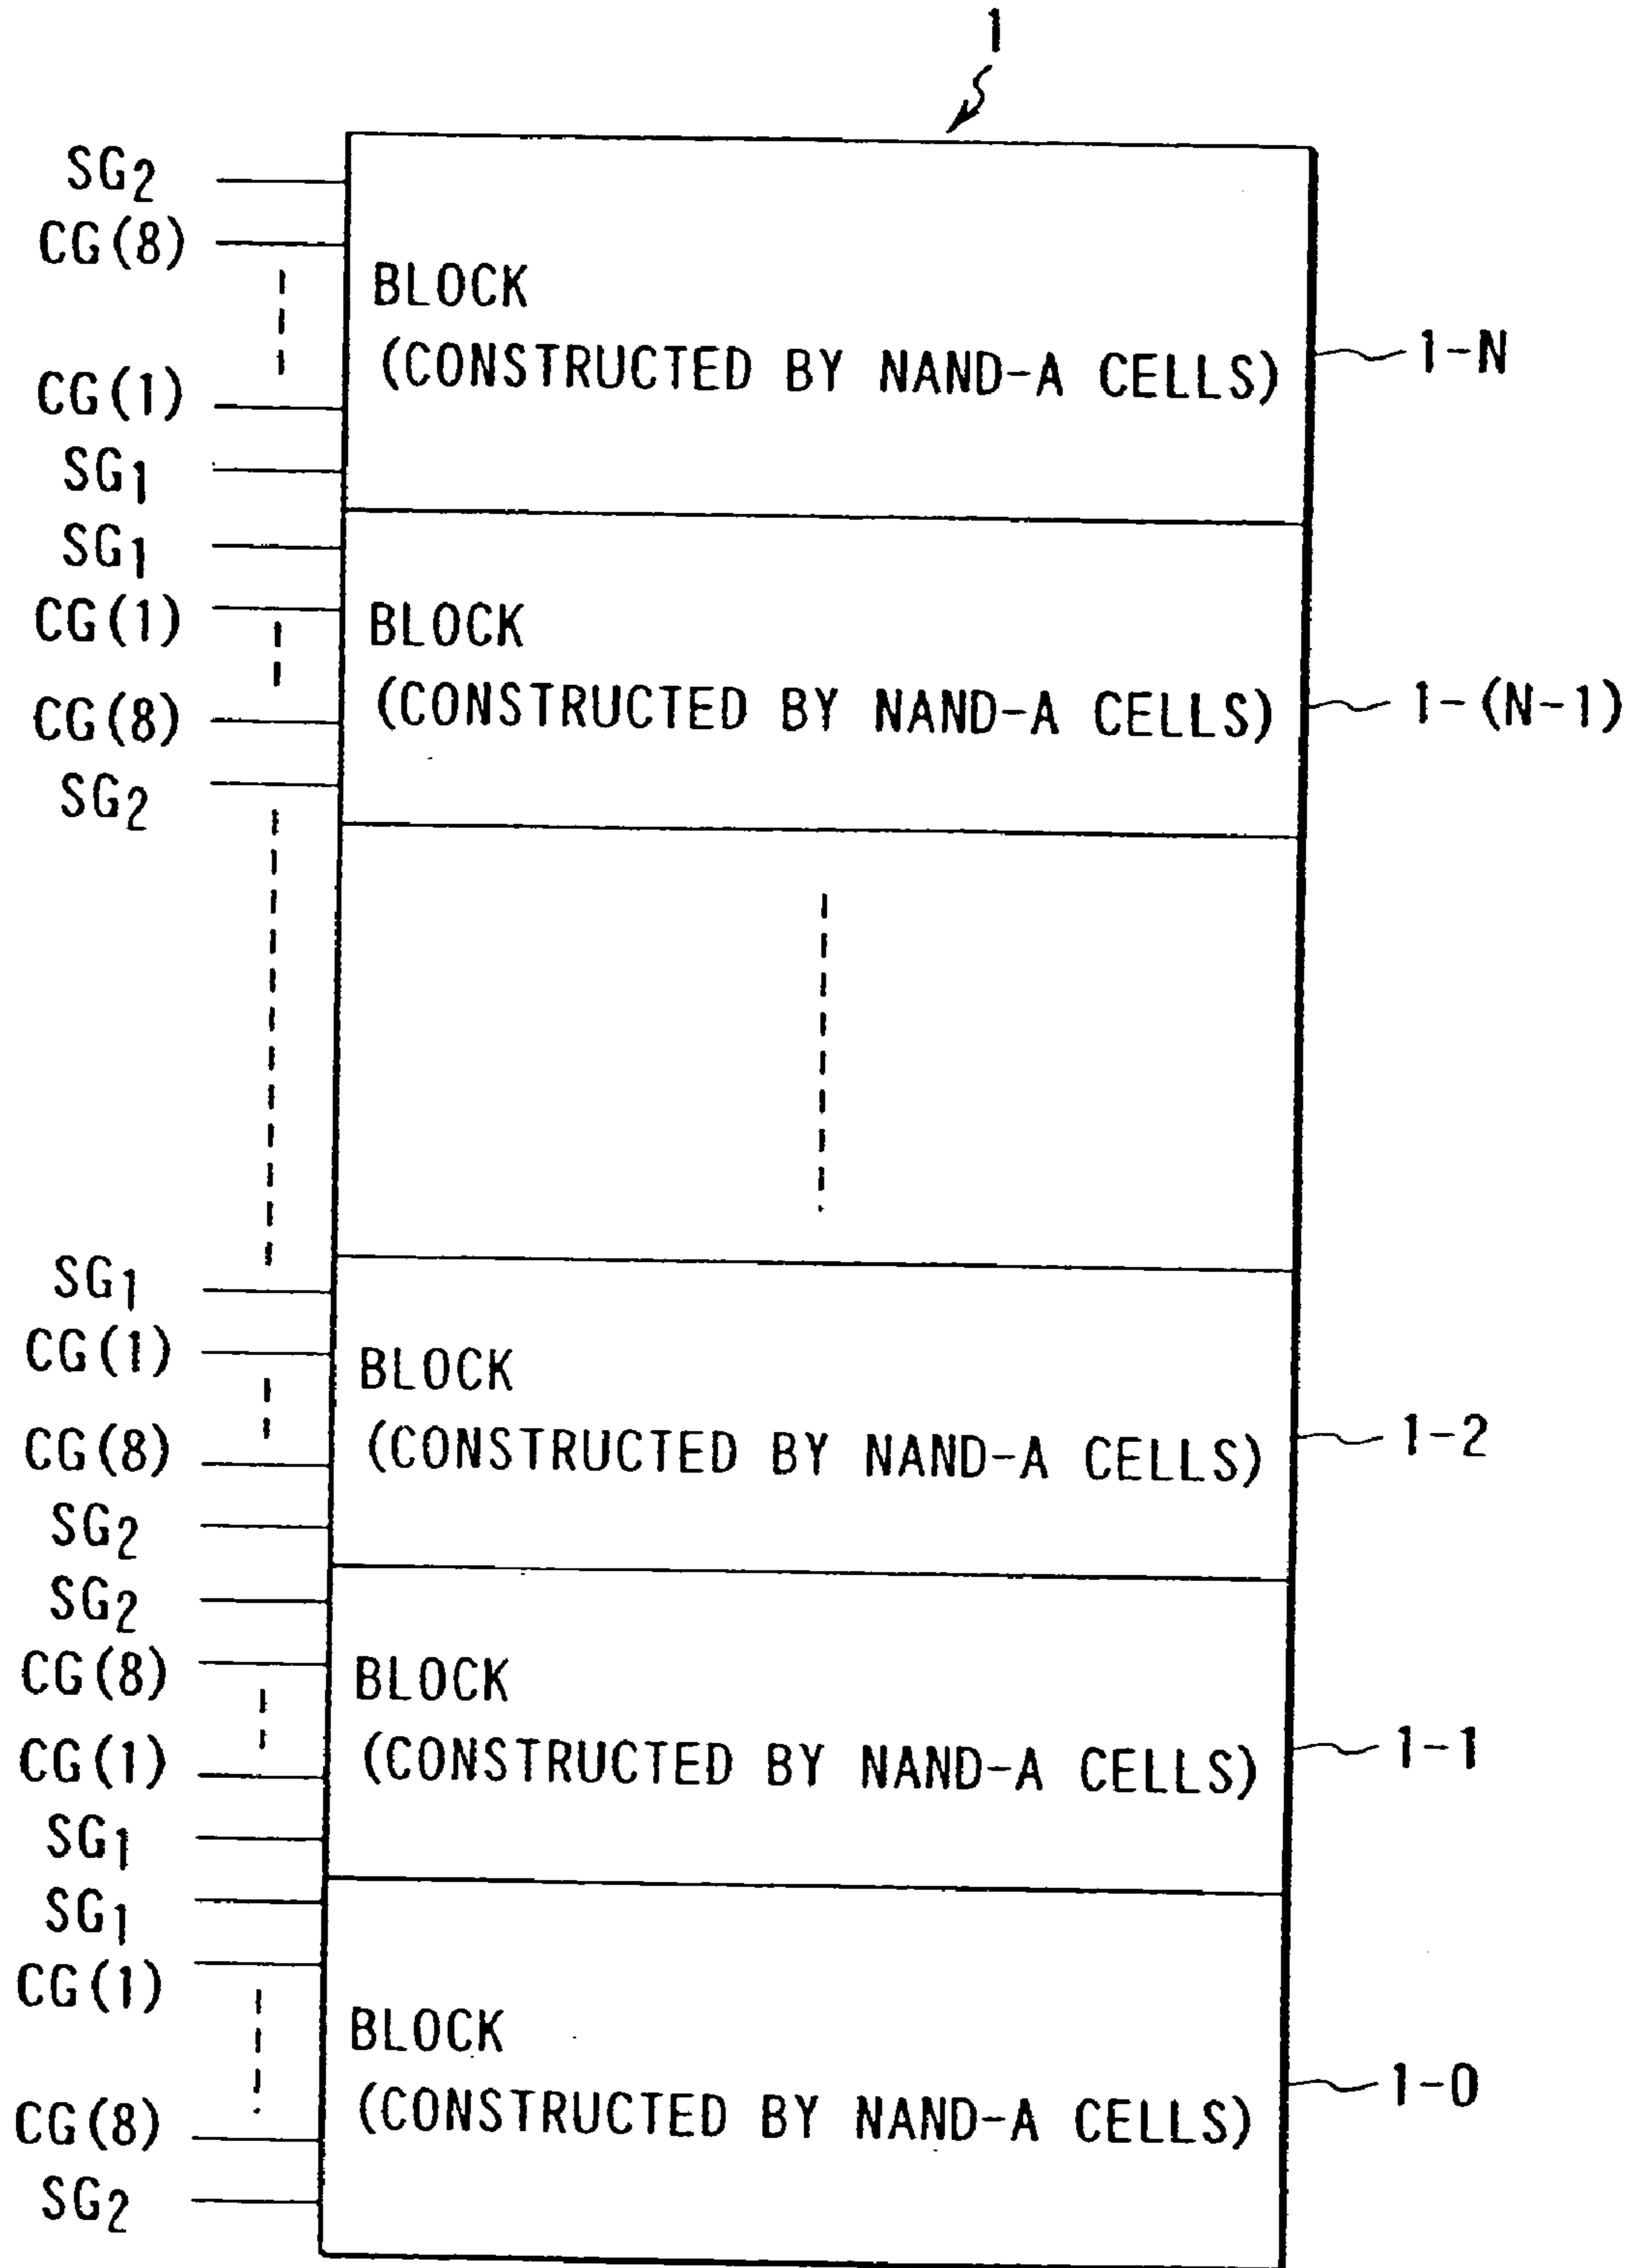 1
SG2
CG(8)
BLOCK
(CONSTRUCTED BY NAND-A CELLS)
1-N
CG(1)
SG1
SG1
CG(1)
BLOCK
(CONSTRUCTED BY NAND-A CELLS)
1-(N-1)
CG(8)
SG2
SG1
CG(1)
BLOCK
(CONSTRUCTED BY NAND-A CELLS)
1-2
CG(8)
SG2
SG2
CG(8)
BLOCK
(CONSTRUCTED BY NAND-A CELLS)
1-1
CG(1)
SG1
SG1
CG(1)
BLOCK
(CONSTRUCTED BY NAND-A CELLS)
1-0
CG(8)
SG2